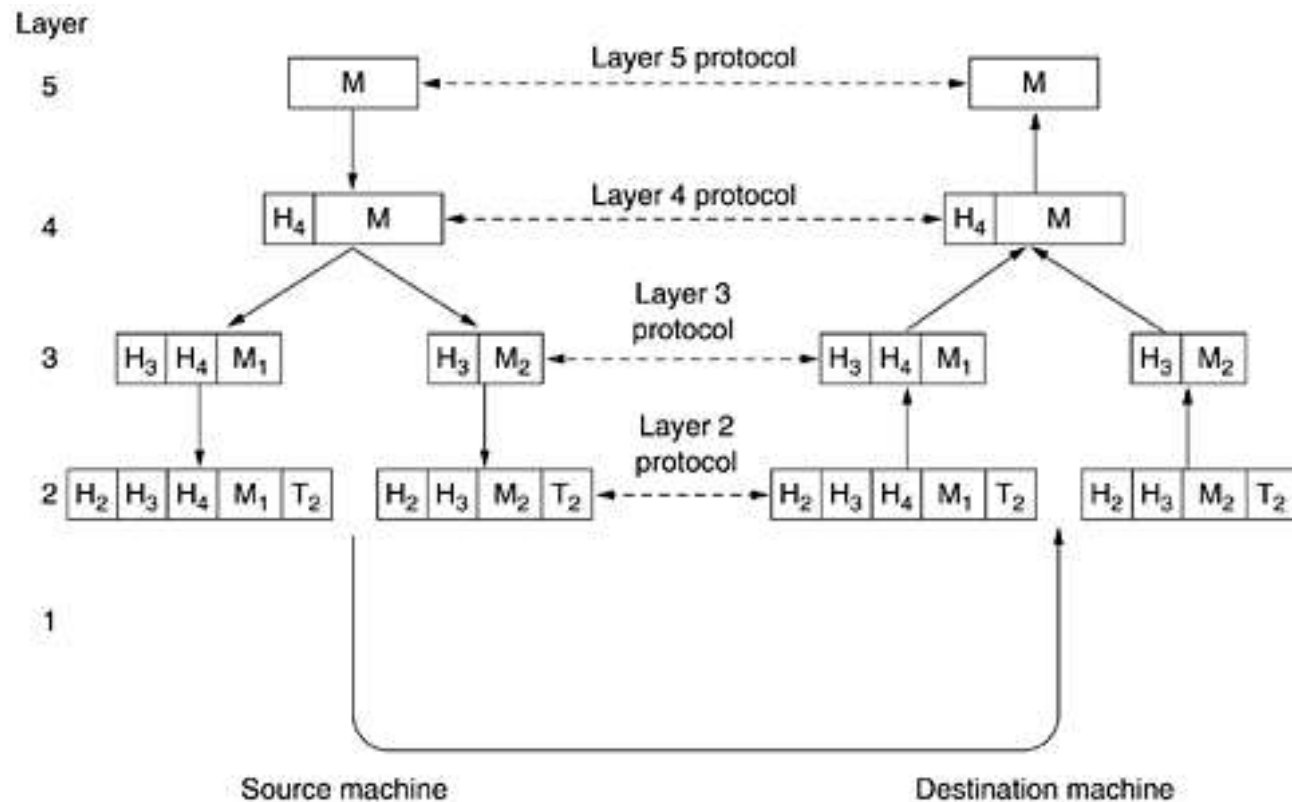 Layer
5 M Layer 5 protocol M
4 H₄ M Layer 4 protocol H₄ M
Layer 3
protocol
3 H₃ H₄ M₁ H₃ M₂ H₃ H₄ M₁ H₃ M₂
Layer 2
protocol
2 H₂ H₃ H₄ M₁ T₂ H₂ H₃ M₂ T₂ H₂ H₃ H₄ M₁ T₂ H₂ H₃ M₂ T₂
1
Source machine Destination machine